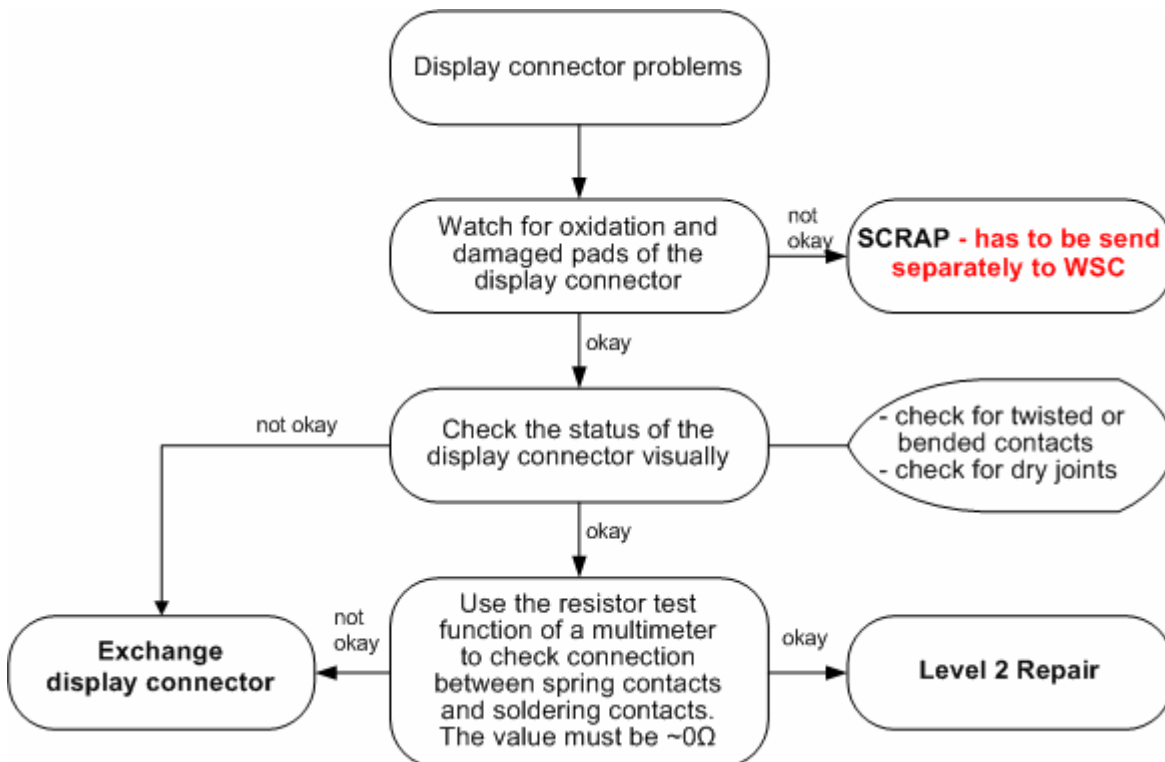 Display connector problems
Watch for oxidation and
damaged pads of the
display connector
not
okay
SCRAP - has to be send
separately to WSC
okay
not okay
Check the status of the
display connector visually
- check for twisted or
bended contacts
- check for dry joints
okay
Exchange
display connector
not
okay
Use the resistor test
function of a multimeter
to check connection
between spring contacts
and soldering contacts.
The value must be ~0Ω
okay
Level 2 Repair